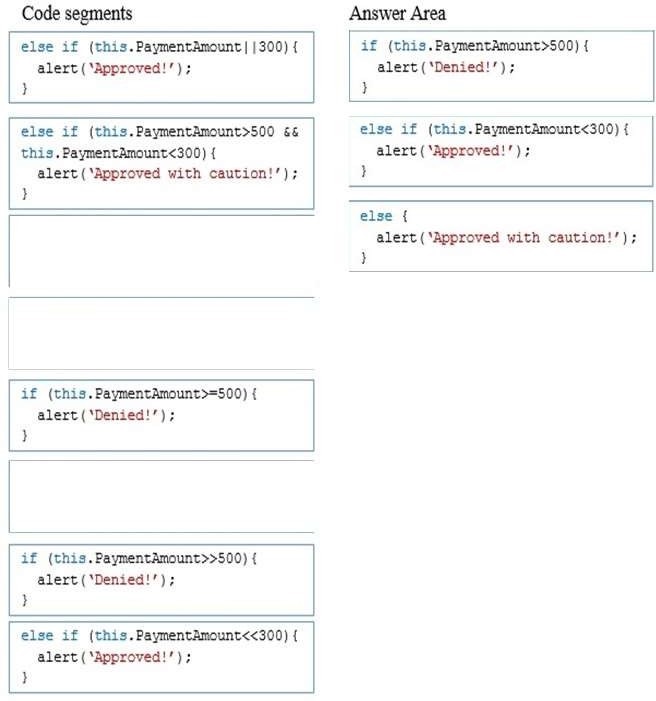 Code segments
else if (this.PaymentAmount||300){
alert(‘Approved!’);
}
else if (this.PaymentAmount>500 &&
this.PaymentAmount<300){
alert(‘Approved with caution!’);
}
if (this.PaymentAmount>=500){
alert(‘Denied!’);
}
if (this.PaymentAmount>>500){
alert(‘Denied!’);
}
else if (this.PaymentAmount<<300){
alert(‘Approved!’);
}
Answer Area
if (this.PaymentAmount>500){
alert(‘Denied!’);
}
else if (this.PaymentAmount<300){
alert(‘Approved!’);
}
else {
alert(‘Approved with caution!’);
}